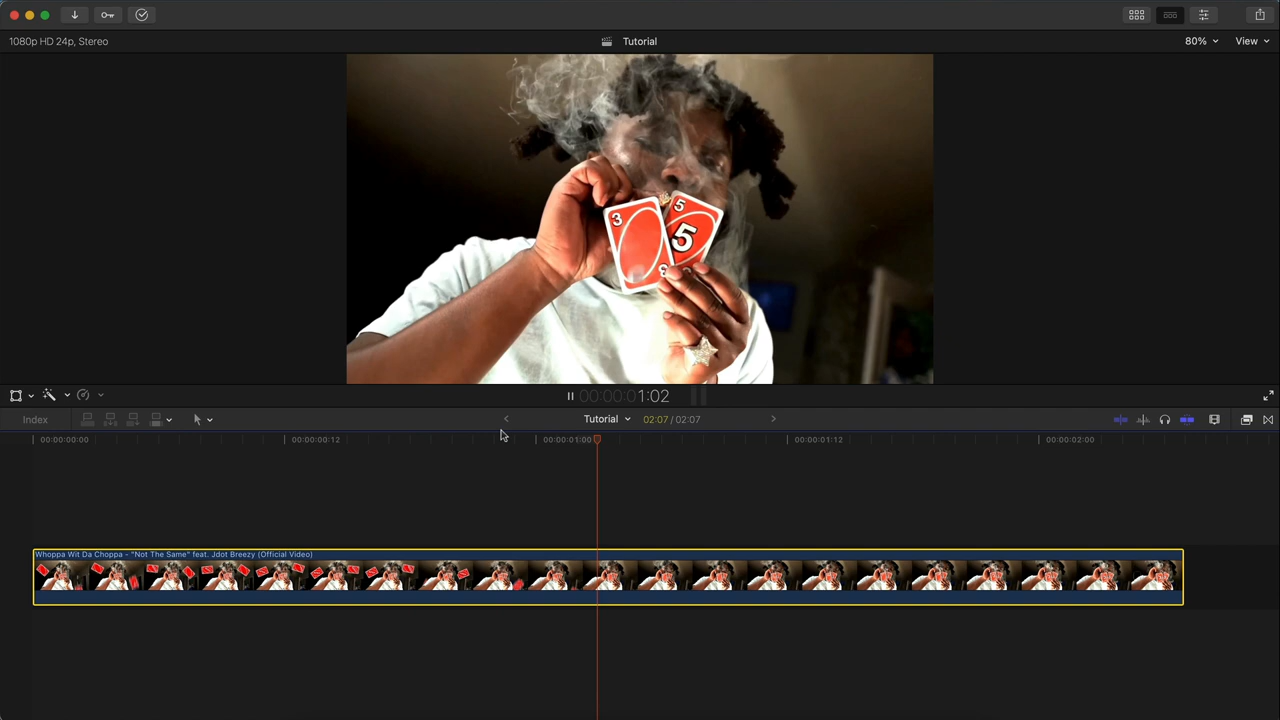 1080p HD 24p, Stereo
Tutorial
80%
View
3
5
5
00:00:00:01:02
Index
Tutorial
02:07 / 02:07
00:00:00:00
00:00:00:12
00:00:01:00
00:00:01:12
00:00:02:00
Whoppa Wit Da Choppa - "Not The Same" feat. Jdot Breezy (Official Video)